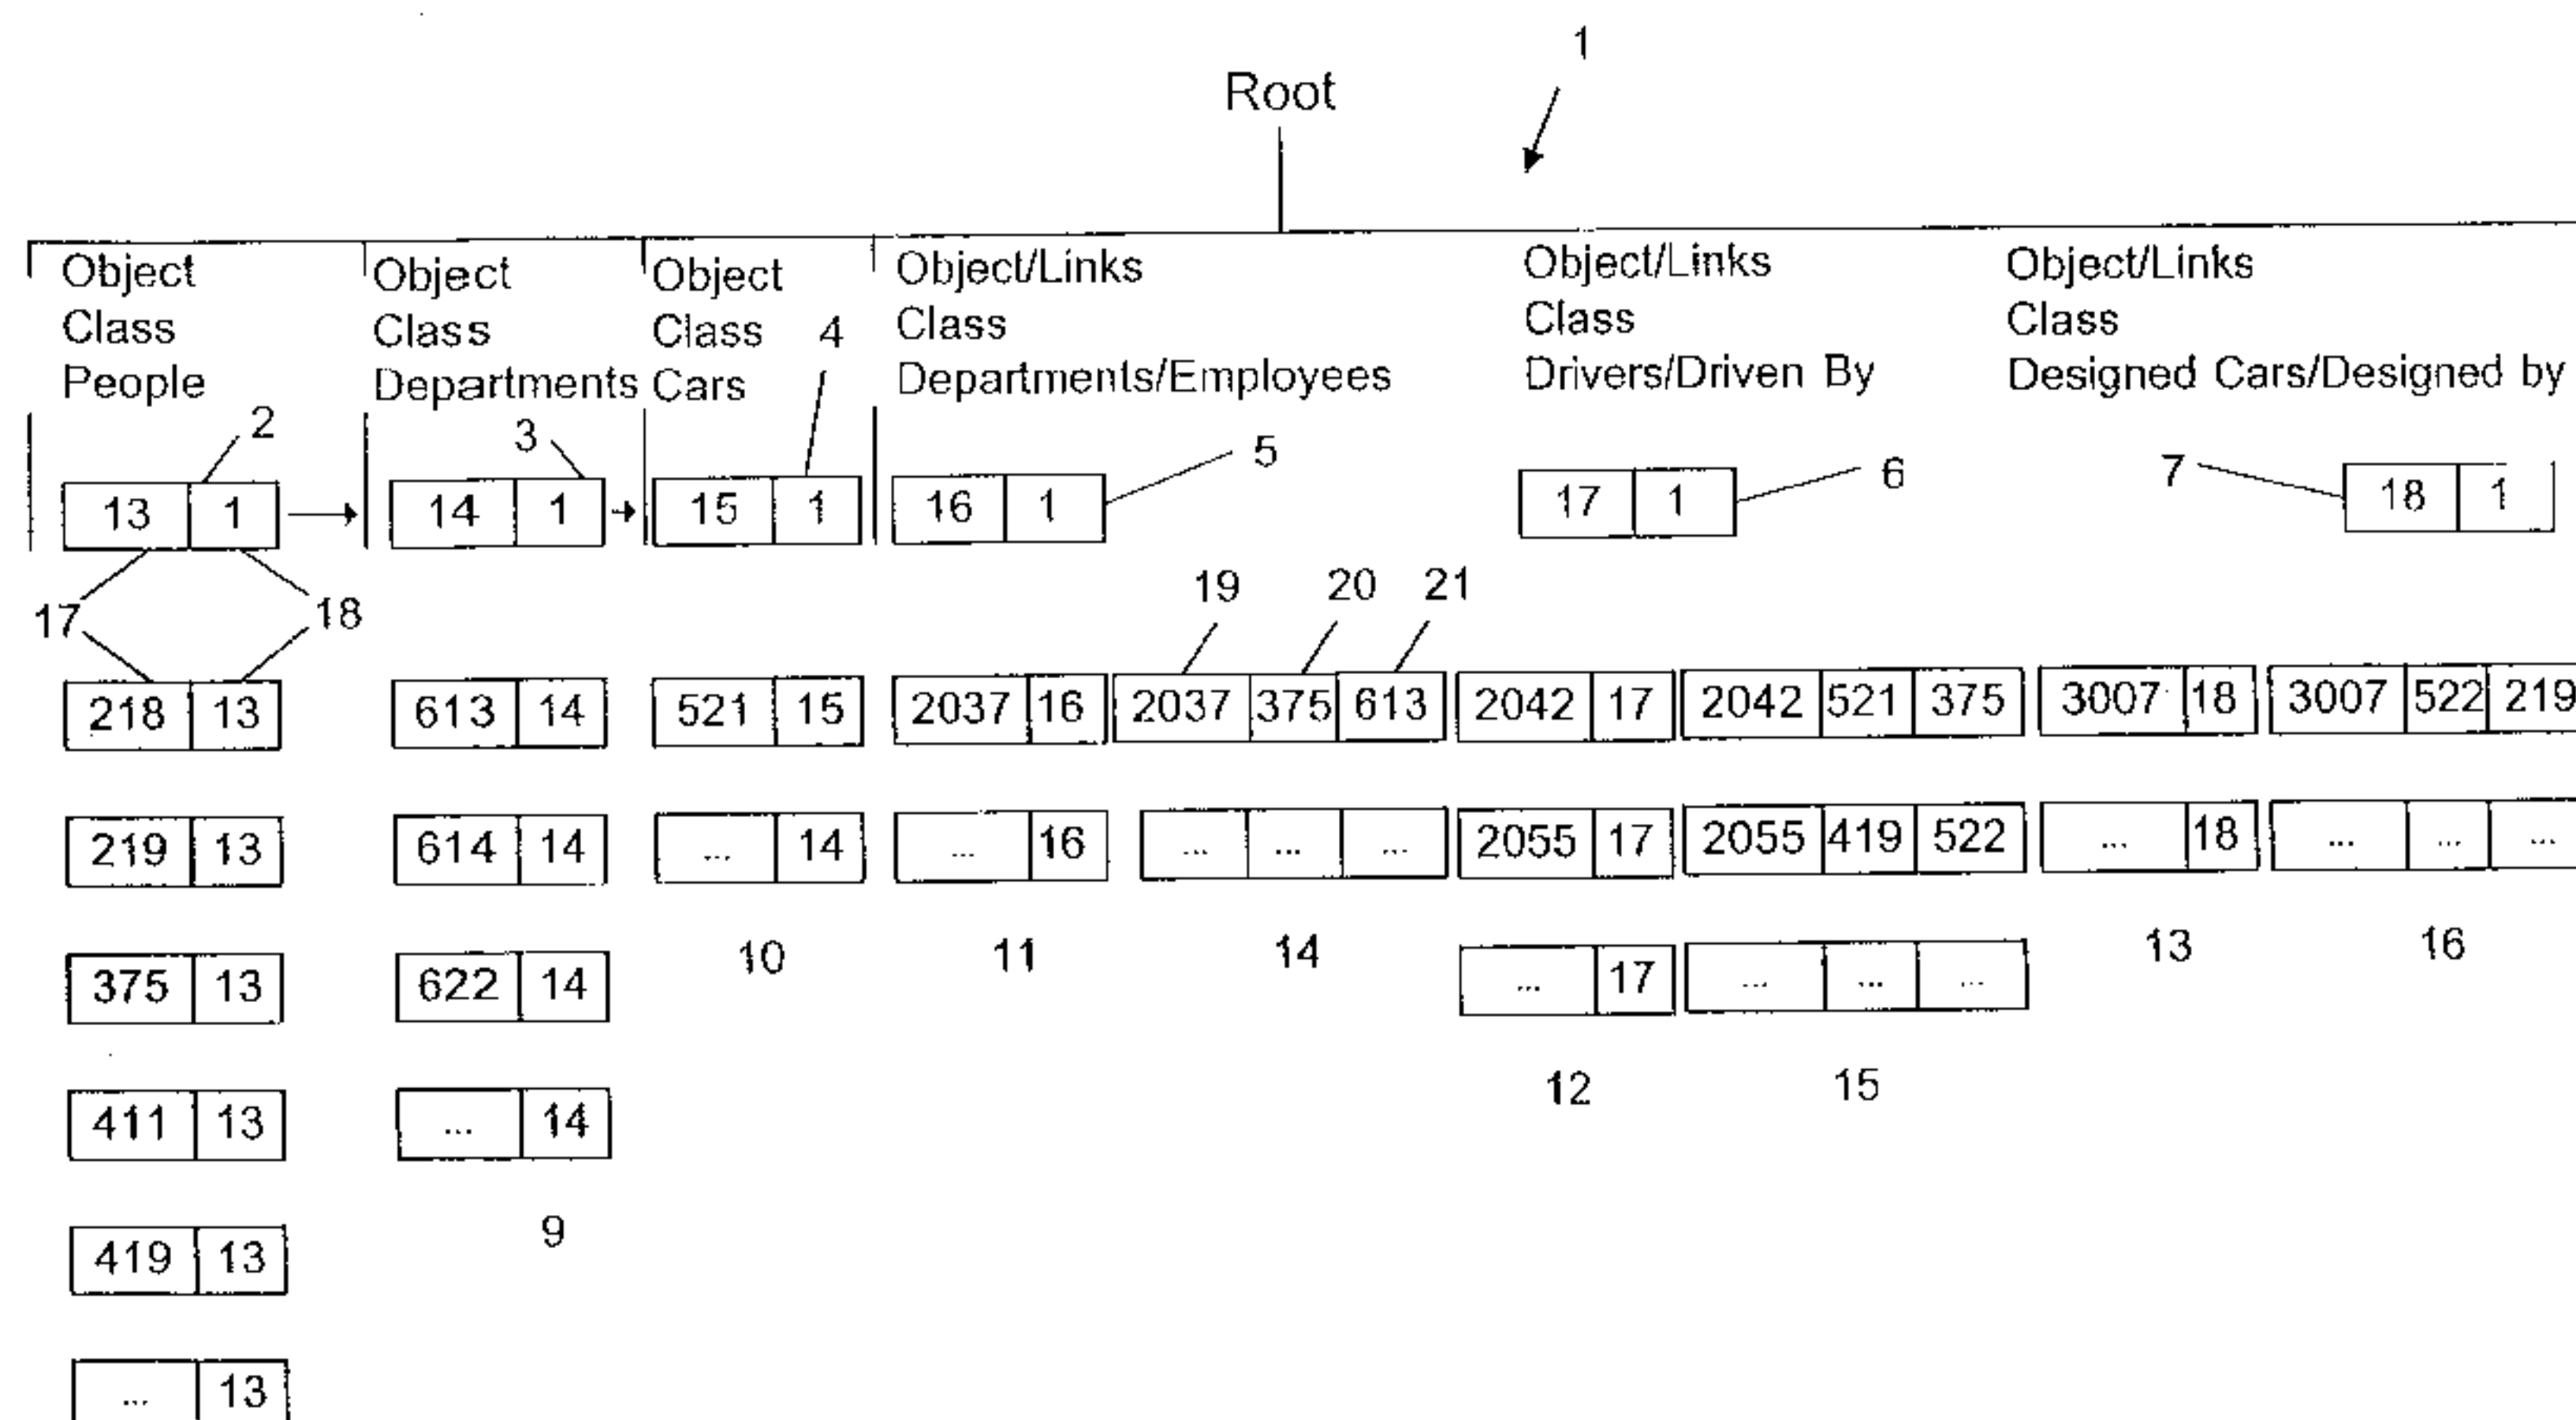 1
Root
Object Object Object Object/Links Object/Links Object/Links
Class Class Class 4 Class Class Class
People Departments Cars Departments/Employees Drivers/Driven By Designed Cars/Designed by
2 3 5 6 7
13 1 14 1 15 1 16 1 17 1 18 1
17 18 19 20 21
218 13 613 14 521 15 2037 16 2037 375 613 2042 17 2042 521 375 3007 18 3007 522 219
219 13 614 14 ... 14 ... 16 ... ... ... 2055 17 2055 419 522 ... 18 ... ... ...
10 11 14 13 16
375 13 622 14 ... 17 ... ... ...
12 15
411 13 ... 14
9
419 13
... 13